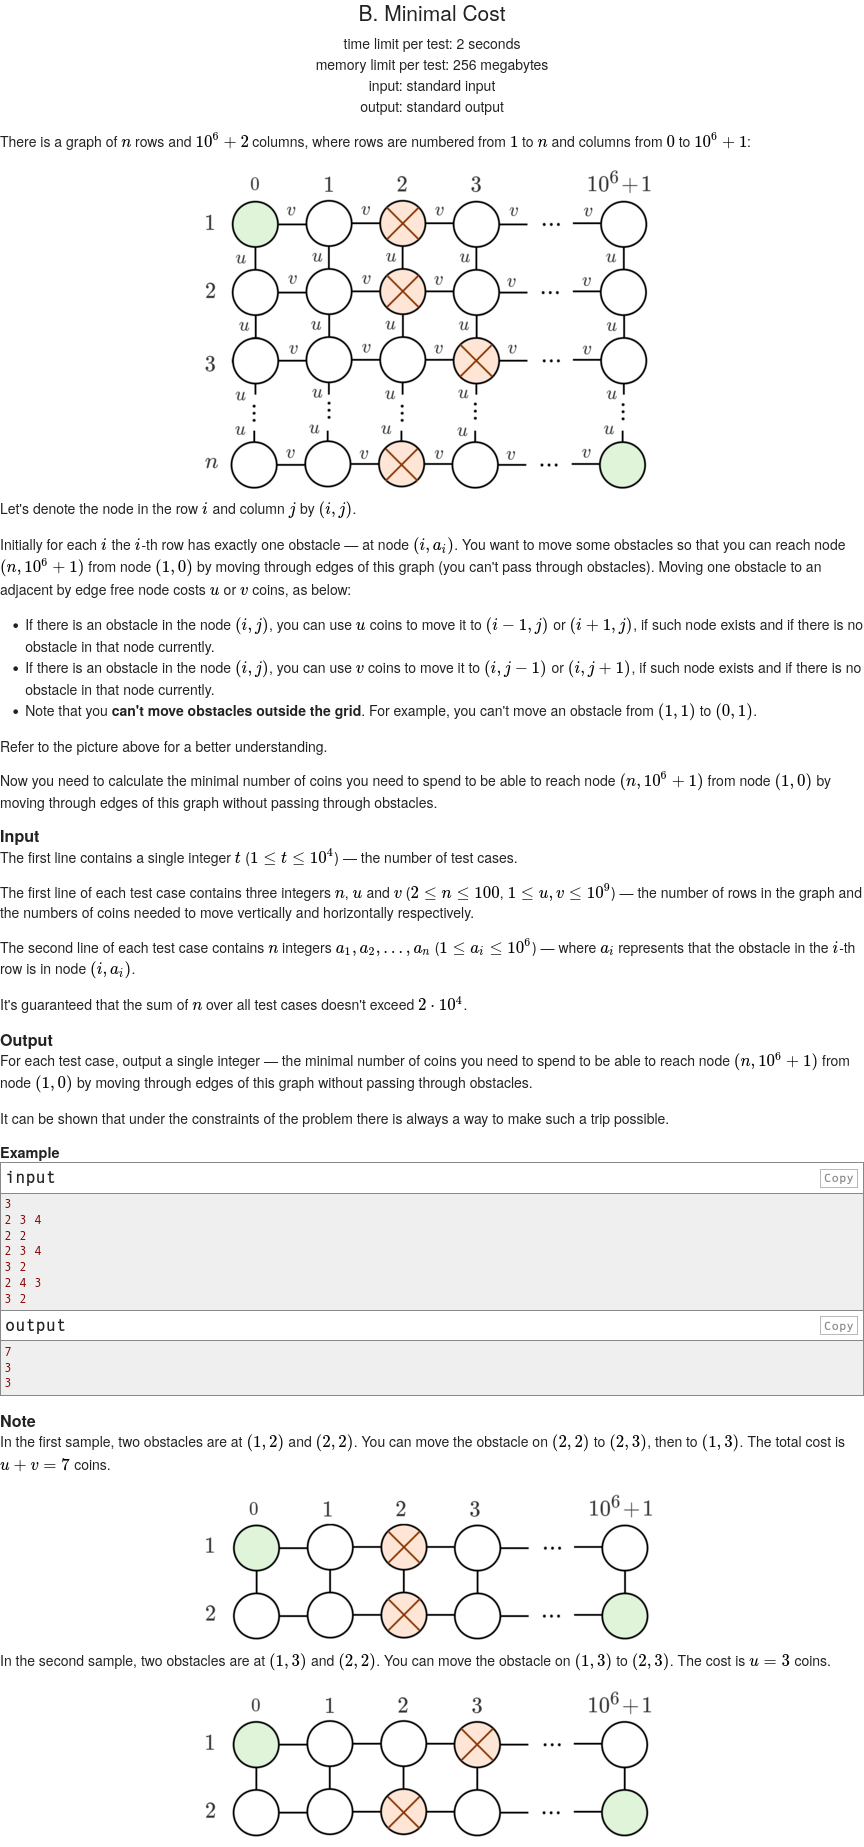 B. Minimal Cost
time limit per test: 2 seconds
memory limit per test: 256 megabytes
input: standard input
output: standard output
There is a graph of n rows and 10^6 + 2 columns, where rows are numbered from 1 to n and columns from 0 to 10^6 + 1:
0 1 2 3 10^6+1
1 v v v v ... v
u u u u u
2 v v v v ... v
u u u u u
3 v v v v ... v
u u u u u
⋮ ⋮ ⋮ ⋮ ⋮
u u u u u
n v v v v ... v
Let's denote the node in the row i and column j by (i, j).
Initially for each i the i-th row has exactly one obstacle — at node (i, a_i). You want to move some obstacles so that you can reach node
(n, 10^6 + 1) from node (1, 0) by moving through edges of this graph (you can't pass through obstacles). Moving one obstacle to an
adjacent by edge free node costs u or v coins, as below:
• If there is an obstacle in the node (i, j), you can use u coins to move it to (i − 1, j) or (i + 1, j), if such node exists and if there is no
obstacle in that node currently.
• If there is an obstacle in the node (i, j), you can use v coins to move it to (i, j − 1) or (i, j + 1), if such node exists and if there is no
obstacle in that node currently.
• Note that you can't move obstacles outside the grid. For example, you can't move an obstacle from (1, 1) to (0, 1).
Refer to the picture above for a better understanding.
Now you need to calculate the minimal number of coins you need to spend to be able to reach node (n, 10^6 + 1) from node (1, 0) by
moving through edges of this graph without passing through obstacles.
Input
The first line contains a single integer t (1 ≤ t ≤ 10^4) — the number of test cases.
The first line of each test case contains three integers n, u and v (2 ≤ n ≤ 100, 1 ≤ u, v ≤ 10^9) — the number of rows in the graph and
the numbers of coins needed to move vertically and horizontally respectively.
The second line of each test case contains n integers a_1, a_2, …, a_n (1 ≤ a_i ≤ 10^6) — where a_i represents that the obstacle in the i-th
row is in node (i, a_i).
It's guaranteed that the sum of n over all test cases doesn't exceed 2 · 10^4.
Output
For each test case, output a single integer — the minimal number of coins you need to spend to be able to reach node (n, 10^6 + 1) from
node (1, 0) by moving through edges of this graph without passing through obstacles.
It can be shown that under the constraints of the problem there is always a way to make such a trip possible.
Example
input Copy
3
2 3 4
2 2
2 3 4
3 2
2 4 3
3 2
output Copy
7
3
3
Note
In the first sample, two obstacles are at (1, 2) and (2, 2). You can move the obstacle on (2, 2) to (2, 3), then to (1, 3). The total cost is
u + v = 7 coins.
0 1 2 3 10^6+1
1 ...
2 ...
In the second sample, two obstacles are at (1, 3) and (2, 2). You can move the obstacle on (1, 3) to (2, 3). The cost is u = 3 coins.
0 1 2 3 10^6+1
1 ...
2 ...